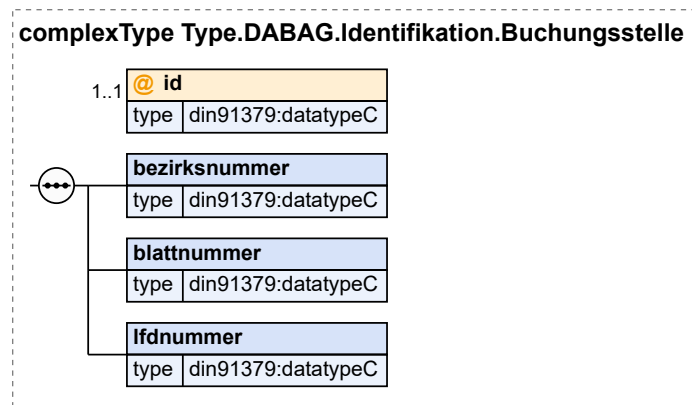 complexType Type.DABAG.Identifikation.Buchungsstelle
1..1 @ id
type din91379:datatypeC
bezirksnummer
type din91379:datatypeC
blattnummer
type din91379:datatypeC
lfdnummer
type din91379:datatypeC